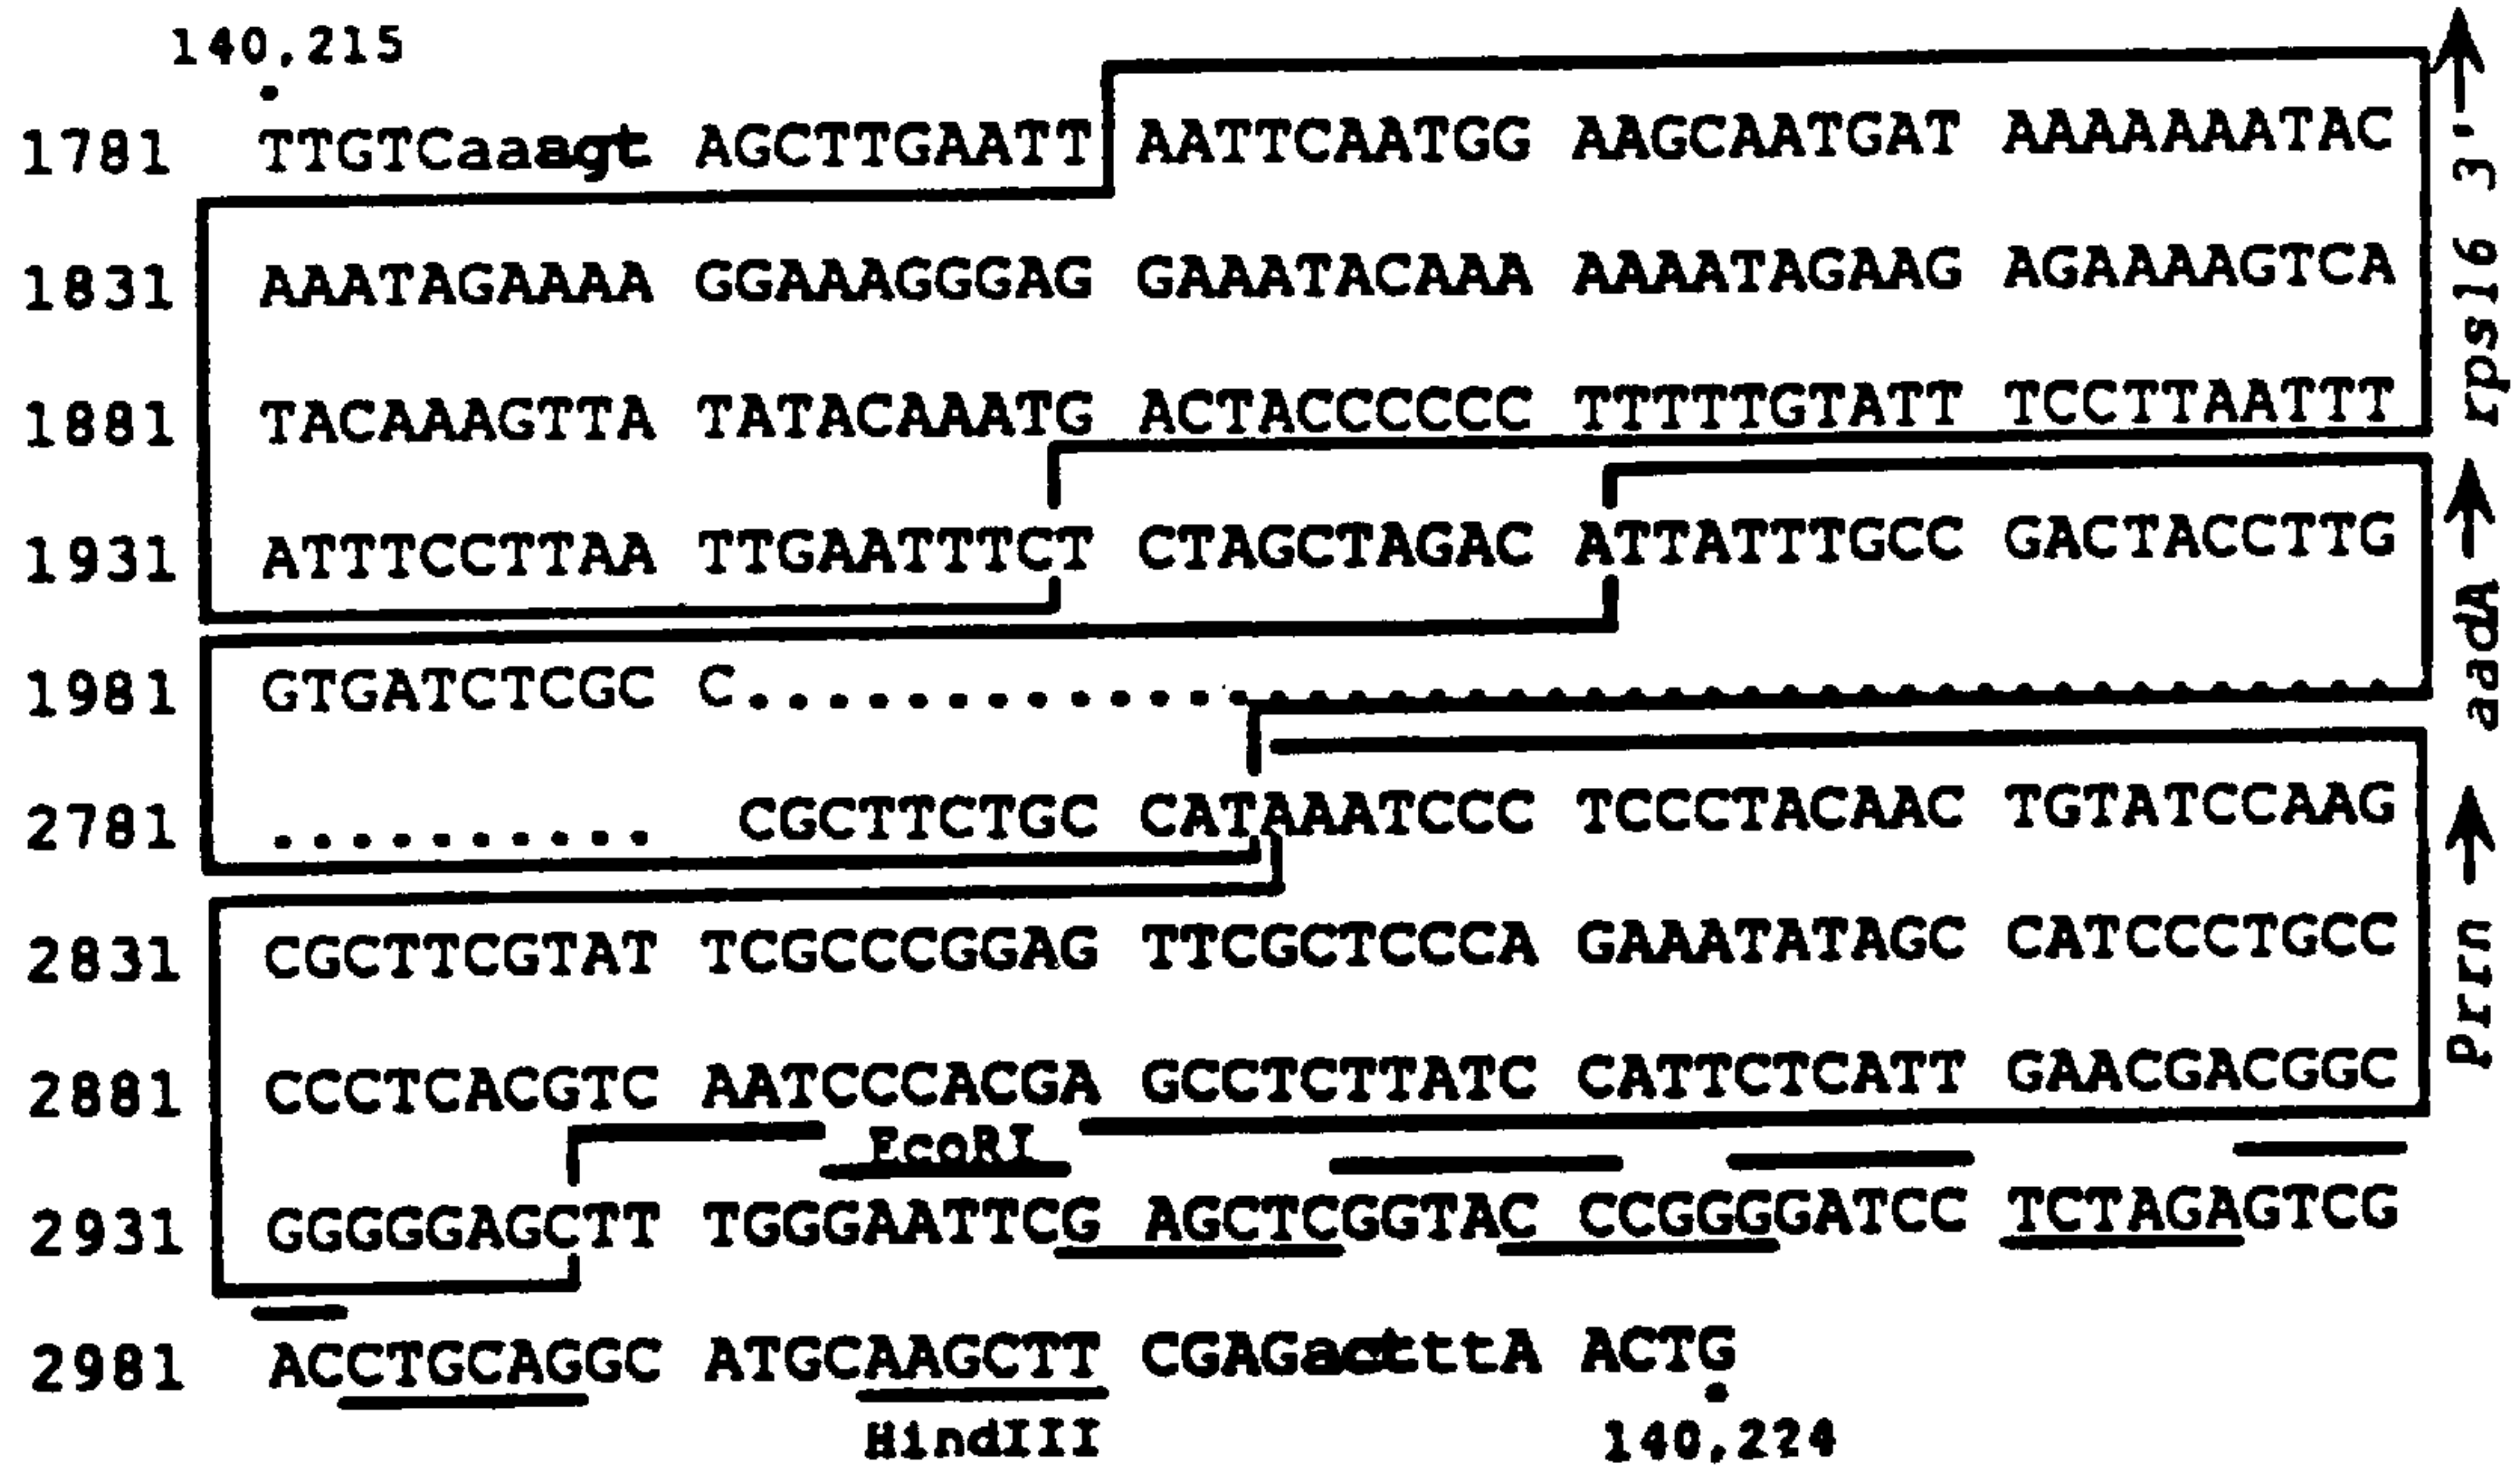 140,215
1781 TTGTCaaagt AGCTTGAATT AATTCAATGG AAGCAATGAT AAAAAAATAC
1831 AAATAGAAAA GGAAAGGGAG GAAATACAAA AAAATAGAAG AGAAAAGTCA
1881 TACAAAGTTA TATACAAATG ACTACCCCCC TTTTTGTATT TCCTTAATTT
rps16 3'
1931 ATTTCCTTAA TTGAATTTCT CTAGCTAGAC ATTATTTGCC GACTACCTTG
1981 GTGATCTCGC C......................................
aadA
2781 .......... CGCTTCTGC CATAAATCCC TCCCTACAAC TGTATCCAAG
2831 CGCTTCGTAT TCGCCCGGAG TTCGCTCCCA GAAATATAGC CATCCCTGCC
2881 CCCTCACGTC AATCCCACGA GCCTCTTATC CATTCTCATT GAACGACGGC
Prrn
EcoRI
2931 GGGGGAGCTT TGGGAATTCG AGCTCGGTAC CCGGGGATCC TCTAGAGTCG
2981 ACCTGCAGGC ATGCAAGCTT CGAGactttA ACTG
HindIII
140,224